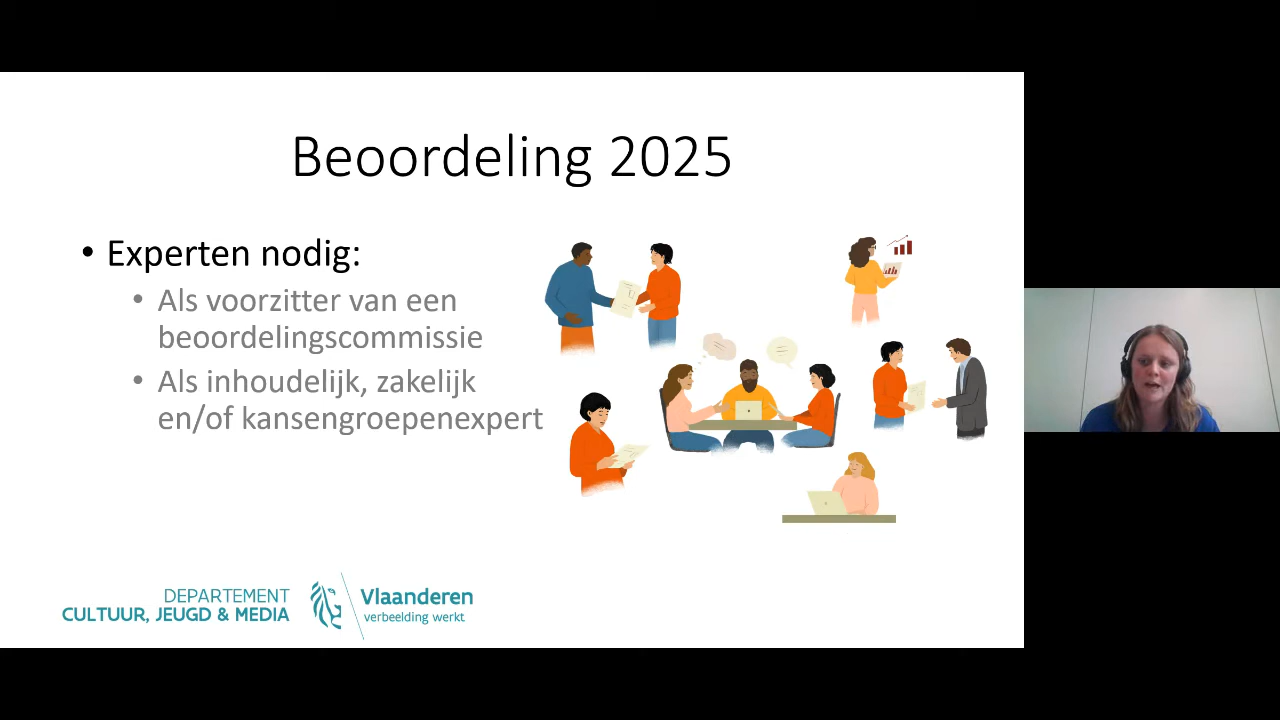 Beoordeling 2025
• Experten nodig:
• Als voorzitter van een
beoordelingscommissie
• Als inhoudelijk, zakelijk
en/of kansengroepenexpert
DEPARTEMENT
CULTUUR, JEUGD & MEDIA
Vlaanderen
verbeelding werkt